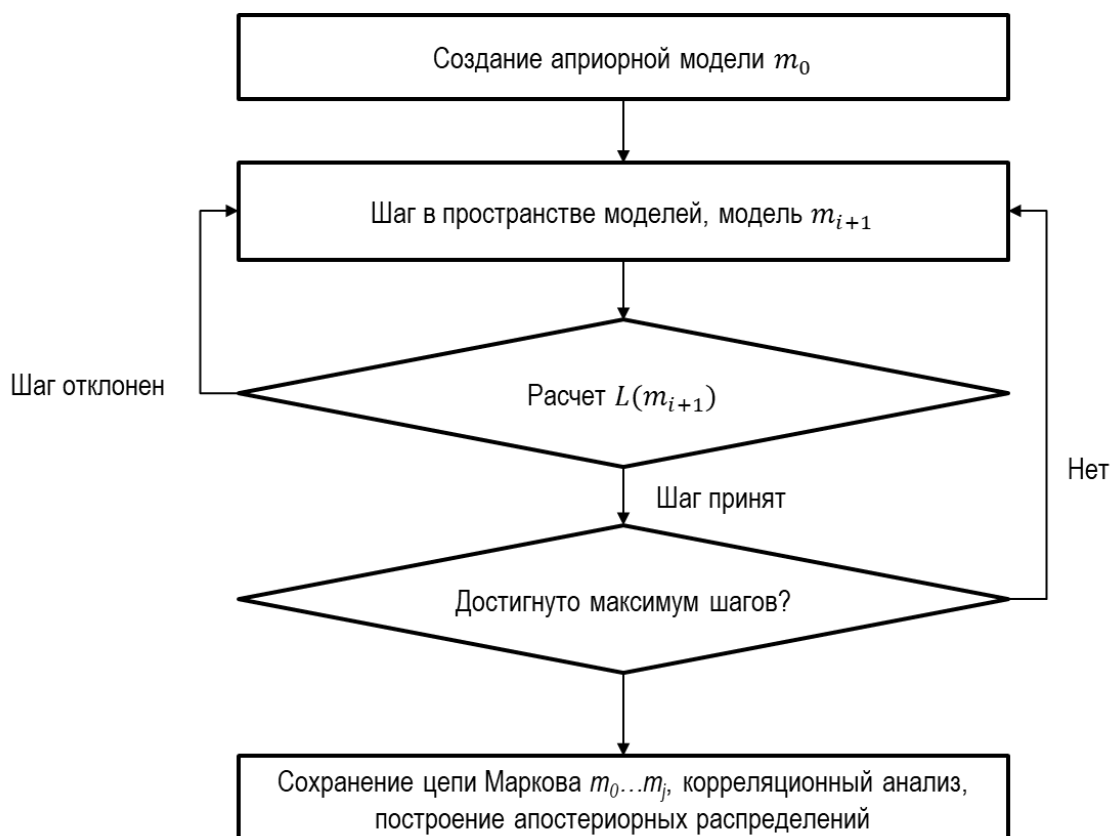 Создание априорной модели m₀
Шаг в пространстве моделей, модель mᵢ₊₁
Шаг отклонен
Расчет L(mᵢ₊₁)
Нет
Шаг принят
Достигнуто максимум шагов?
Сохранение цепи Маркова m₀…mⱼ, корреляционный анализ,
построение апостериорных распределений